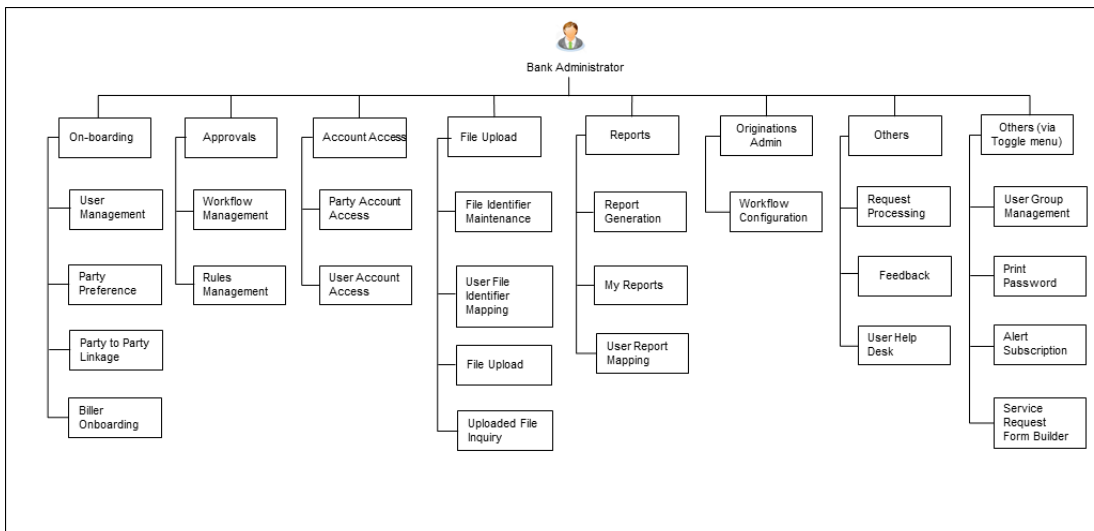 Bank Administrator
On-boarding
User
Management
Party
Preference
Party to Party
Linkage
Biller
Onboarding
Approvals
Workflow
Management
Rules
Management
Account Access
Party Account
Access
User Account
Access
File Upload
File Identifier
Maintenance
User File
Identifier
Mapping
File Upload
Uploaded File
Inquiry
Reports
Report
Generation
My Reports
User Report
Mapping
Originations
Admin
Workflow
Configuration
Others
Request
Processing
Feedback
User Help
Desk
Others (via
Toggle menu)
User Group
Management
Print
Password
Alert
Subscription
Service
Request
Form Builder